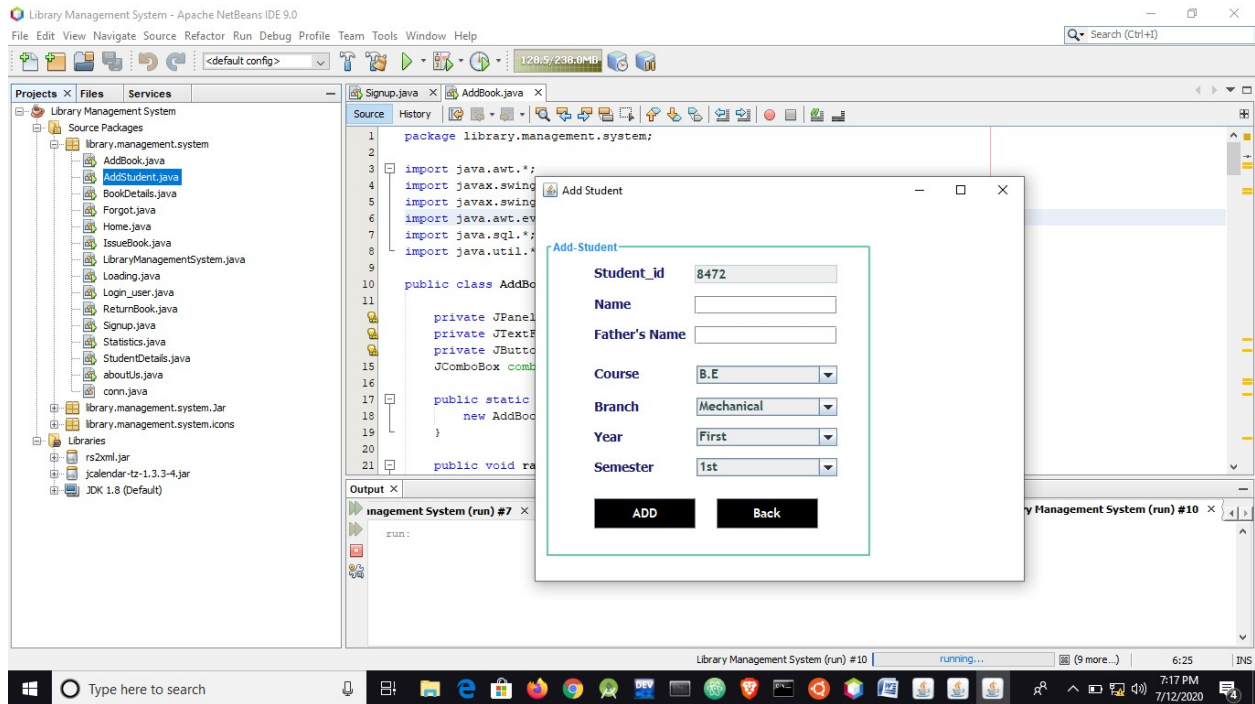 Library Management System - Apache NetBeans IDE 9.0
File Edit View Navigate Source Refactor Run Debug Profile Team Tools Window Help
Search (Ctrl+I)
<default config>
128.5/238.0MB
Projects Files Services
Library Management System
Source Packages
library.management.system
AddBook.java
AddStudent.java
BookDetails.java
Forgot.java
Home.java
IssueBook.java
LibraryManagementSystem.java
Loading.java
Login_user.java
ReturnBook.java
Signup.java
Statistics.java
StudentDetails.java
aboutUs.java
conn.java
library.management.system.Jar
library.management.system.icons
Libraries
rs2xml.jar
jcalendar-tz-1.3.3-4.jar
JDK 1.8 (Default)
Signup.java AddBook.java
Source History
1 package library.management.system;
2
3 import java.awt.*;
4 import javax.swing
5 import javax.swing
6 import java.awt.ev
7 import java.sql.*;
8 import java.util.*
9
10 public class AddBo
11
private JPanel
private JTextF
private JButto
15 JComboBox comb
16
17 public static
18 new AddBoo
19 }
20
21 public void ra
Add Student
Add-Student
Student_id 8472
Name
Father's Name
Course B.E
Branch Mechanical
Year First
Semester 1st
ADD Back
Output
anagement System (run) #7
ry Management System (run) #10
run:
Library Management System (run) #10 running... (9 more...) 6:25 INS
Type here to search
DEV
7:17 PM
7/12/2020
4